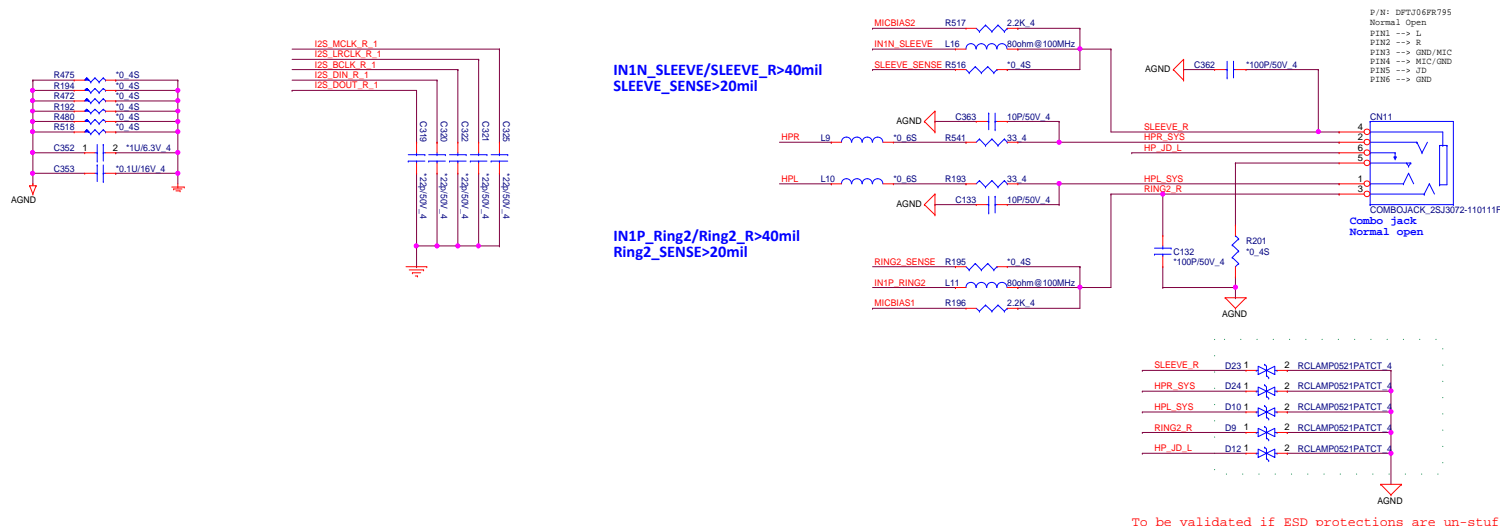 P/N: DFTJ06FR795
Normal Open
PIN1 --> L
PIN2 --> R
PIN3 --> GND/MIC
PIN4 --> MIC/GND
PIN5 --> JD
PIN6 --> GND
R475 *0_4S
R194 *0_4S
R472 *0_4S
R192 *0_4S
R480 *0_4S
R518 *0_4S
C352 1 2 *1U/6.3V_4
C353 *0.1U/16V_4
AGND
I2S_MCLK_R_1
I2S_LRCLK_R_1
I2S_BCLK_R_1
I2S_DIN_R_1
I2S_DOUT_R_1
C319 *22p/50V_4
C320 *22p/50V_4
C322 *22p/50V_4
C321 *22p/50V_4
C325 *22p/50V_4
IN1N_SLEEVE/SLEEVE_R>40mil
SLEEVE_SENSE>20mil
IN1P_Ring2/Ring2_R>40mil
Ring2_SENSE>20mil
MICBIAS2 R517 2.2K_4
IN1N_SLEEVE L16 80ohm@100MHz
SLEEVE_SENSE R516 *0_4S
AGND C362 *100P/50V_4
AGND C363 10P/50V_4
HPR L9 *0_6S R541 33_4
HPL L10 *0_6S R193 33_4
AGND C133 10P/50V_4
SLEEVE_R 4
HPR_SYS 2
HP_JD_L 6
5
HPL_SYS 1
RING2_R 3
CN11
COMBOJACK_2SJ3072-110111F
Combo jack
Normal open
RING2_SENSE R195 *0_4S
IN1P_RING2 L11 80ohm@100MHz
MICBIAS1 R196 2.2K_4
C132
*100P/50V_4
R201
*0_4S
AGND
SLEEVE_R D23 1 2 RCLAMP0521PATCT_4
HPR_SYS D24 1 2 RCLAMP0521PATCT_4
HPL_SYS D10 1 2 RCLAMP0521PATCT_4
RING2_R D9 1 2 RCLAMP0521PATCT_4
HP_JD_L D12 1 2 RCLAMP0521PATCT_4
AGND
To be validated if ESD protections are un-stuf